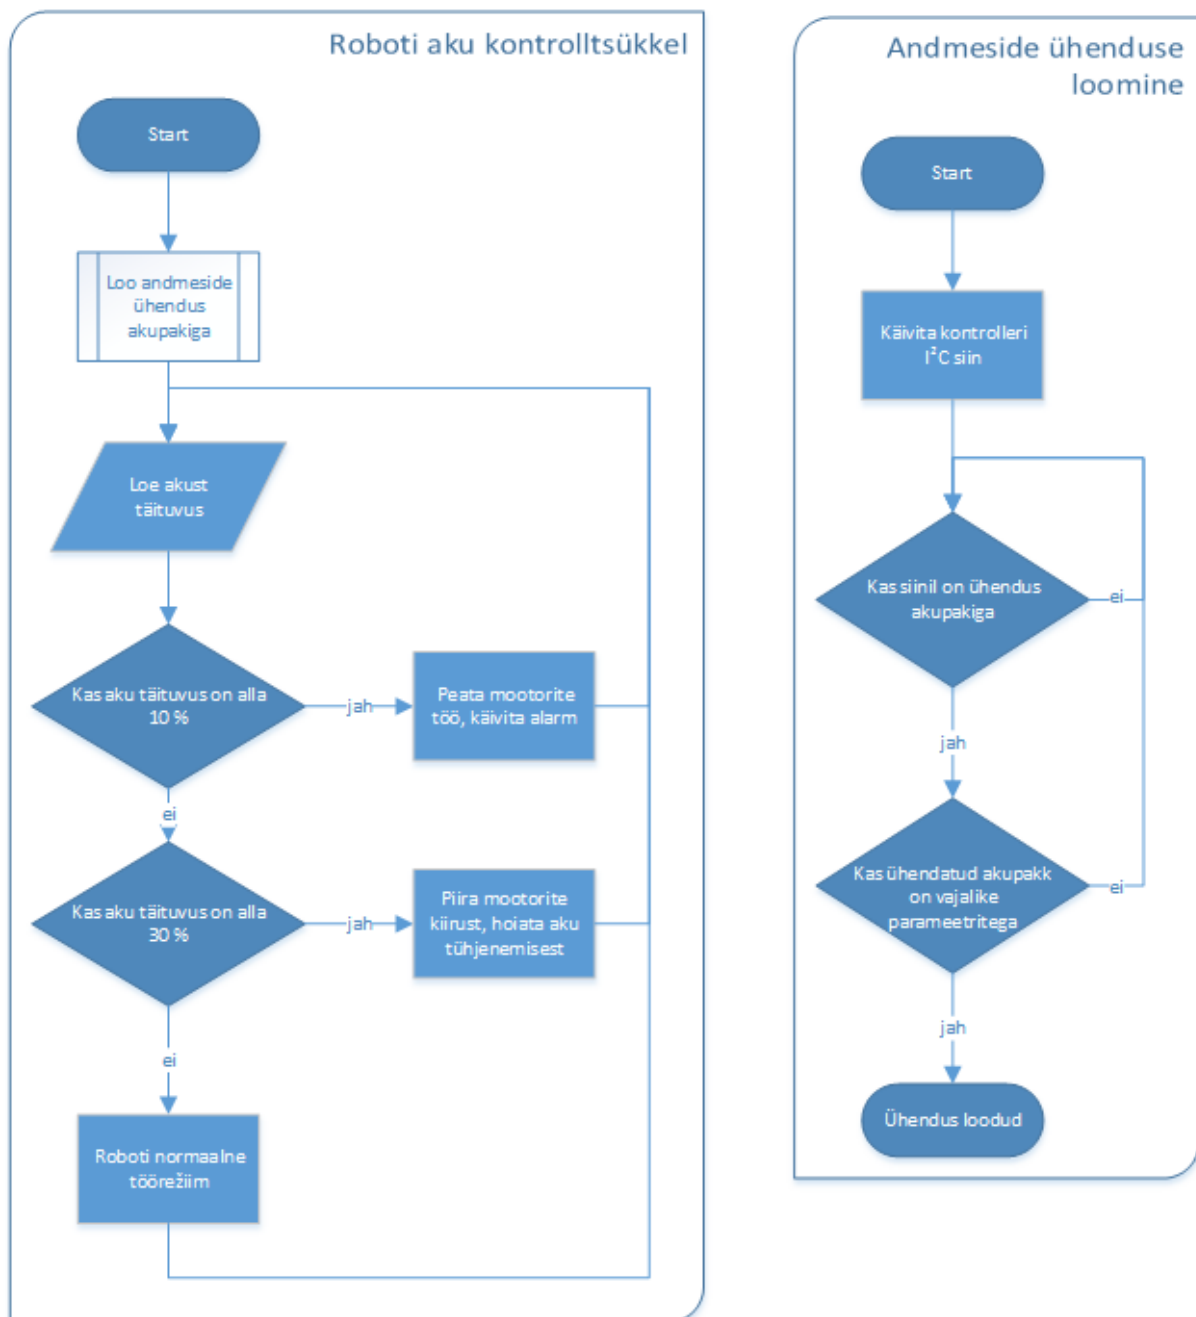 Roboti aku kontrolltsükkel
Start
Loo andmeside
ühendus
akupakiga
Loe akust
täituvus
Kas aku täituvus on alla
10 %
jah
Peata mootorite
töö, käivita alarm
ei
Kas aku täituvus on alla
30 %
jah
Piira mootorite
kiirust, hoiata aku
tühjenemisest
ei
Roboti normaalne
töörežiim
Andmeside ühenduse
loomine
Start
Käivita kontrolleri
I²C siin
Kas siinil on ühendus
akupakiga
ei
jah
Kas ühendatud akupakk
on vajalike
parameetritega
ei
jah
Ühendus loodud